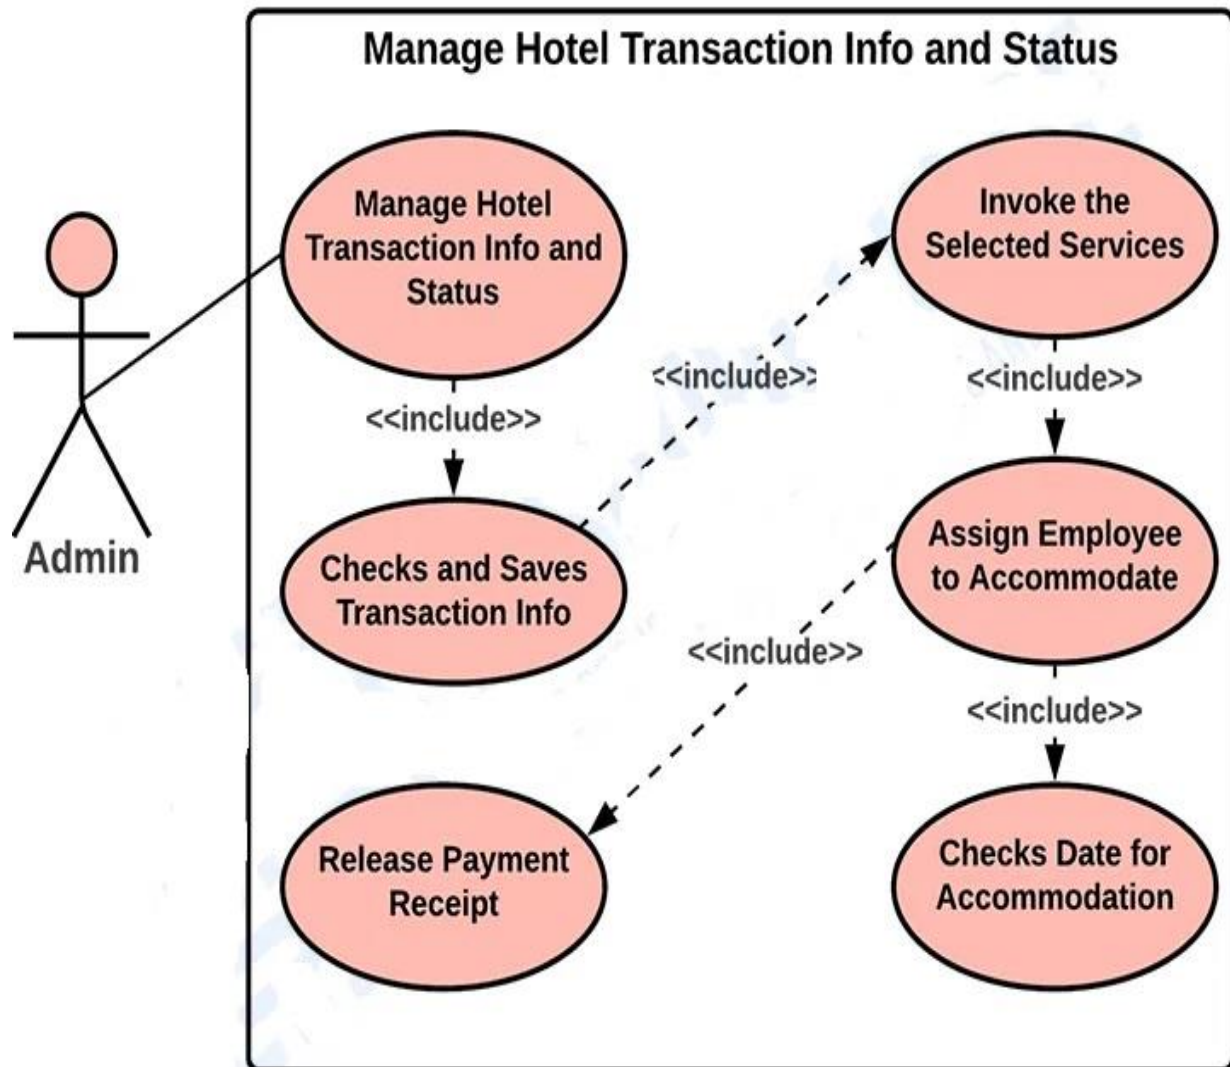 Manage Hotel Transaction Info and Status
Manage Hotel
Transaction Info and
Status
Invoke the
Selected Services
<<include>>
<<include>>
<<include>>
Admin
Checks and Saves
Transaction Info
Assign Employee
to Accommodate
<<include>>
<<include>>
Release Payment
Receipt
Checks Date for
Accommodation